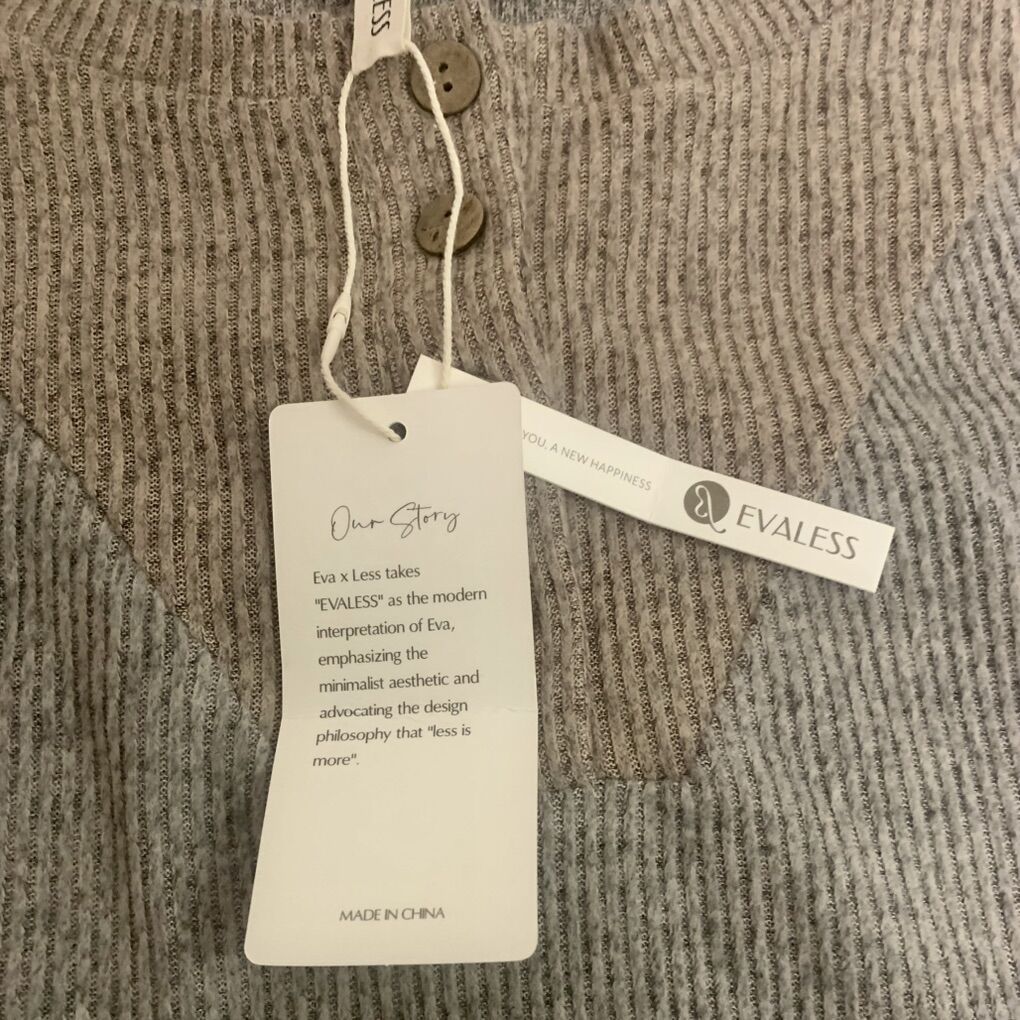 ESS
YOU, A NEW HAPPINESS
EVALESS
Our Story
Eva x Less takes
"EVALESS" as the modern
interpretation of Eva,
emphasizing the
minimalist aesthetic and
advocating the design
philosophy that "less is
more".
MADE IN CHINA